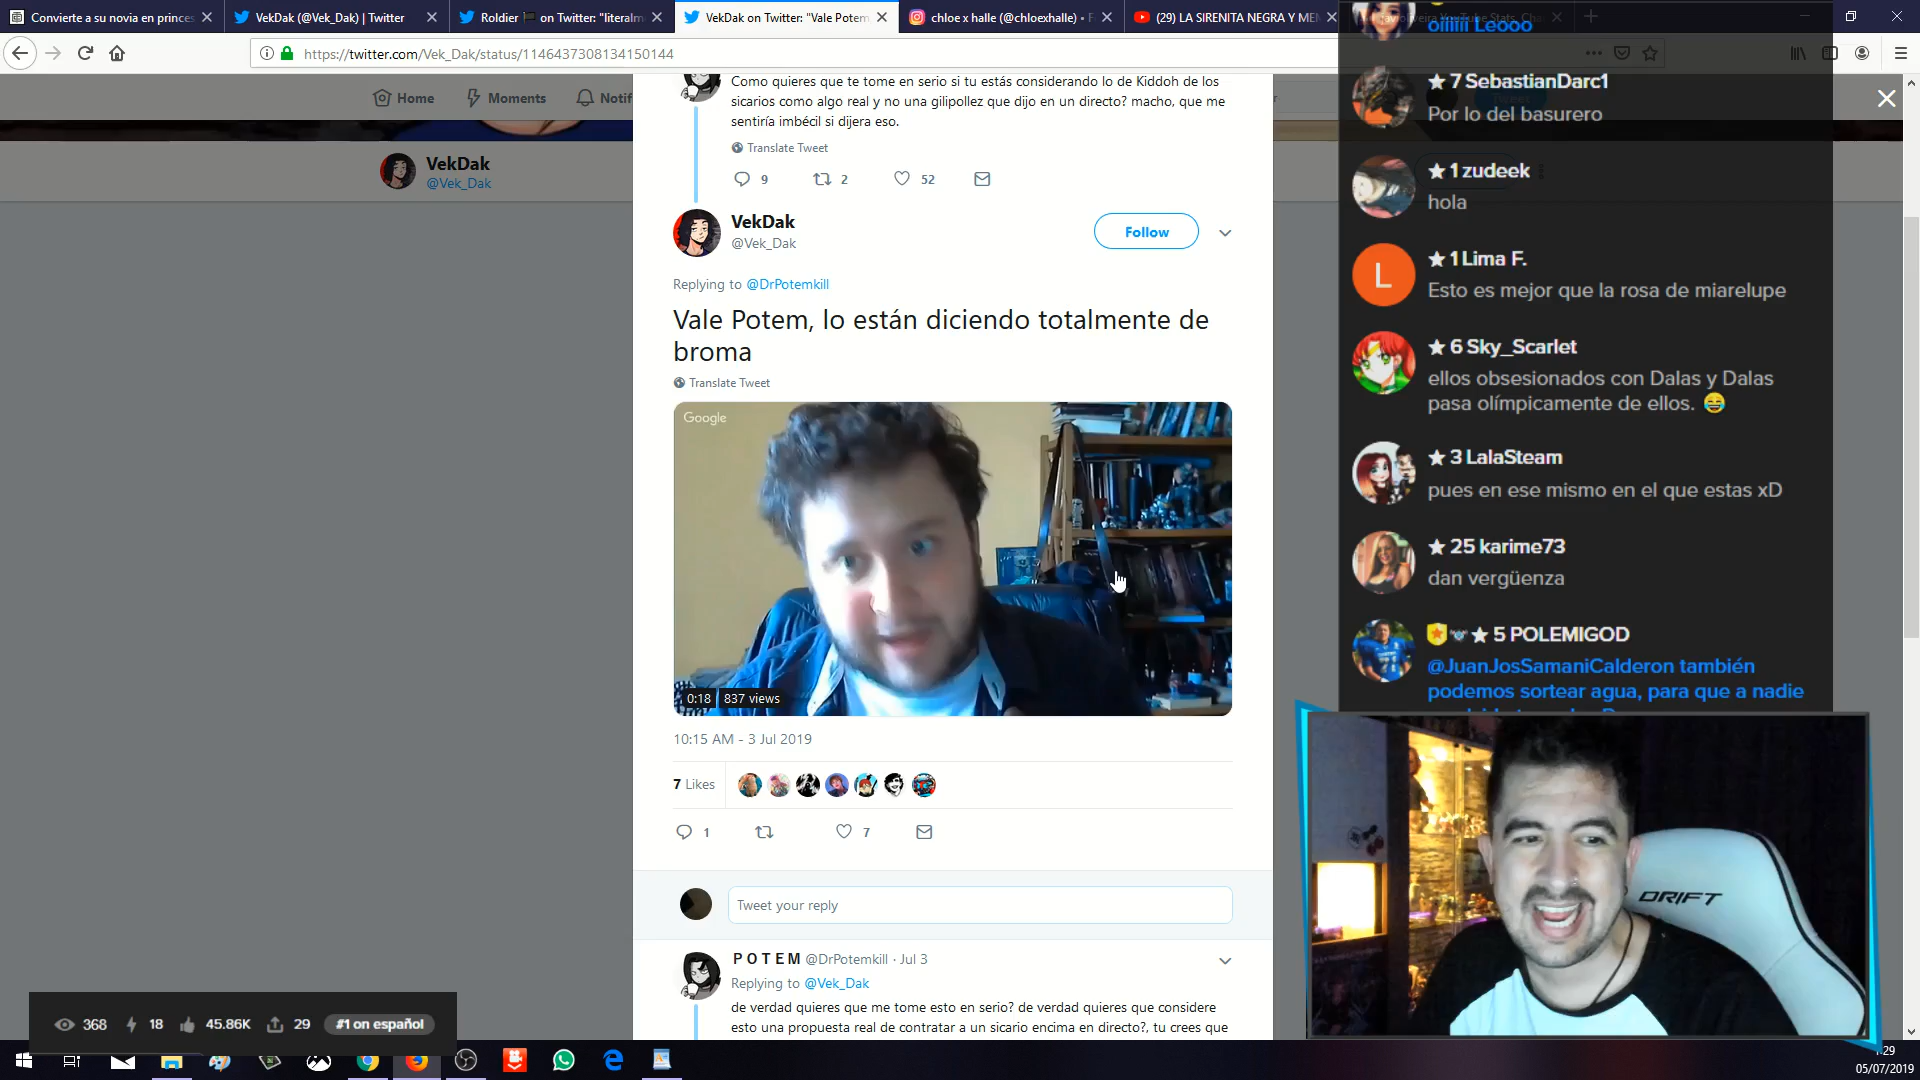 Convierte a su novia en princes
VekDak (@Vek_Dak) | Twitter
Roldier on Twitter: "literalm
VekDak on Twitter: "Vale Potem,
chloe x halle (@chloexhalle) •
(29) LA SIRENITA NEGRA Y ME
https://twitter.com/Vek_Dak/status/1146437308134150144
Home
Moments
Notif
VekDak
@Vek_Dak
Como quieres que te tome en serio si tu estás considerando lo de Kiddoh de los
sicarios como algo real y no una gilipollez que dijo en un directo? macho, que me
sentiría imbécil si dijera eso.
Translate Tweet
9
2
52
VekDak
@Vek_Dak
Follow
Replying to @DrPotemkill
Vale Potem, lo están diciendo totalmente de
broma
Translate Tweet
Google
0:18
837 views
10:15 AM - 3 Jul 2019
7 Likes
1
7
Tweet your reply
P O T E M @DrPotemkill · Jul 3
Replying to @Vek_Dak
de verdad quieres que me tome esto en serio? de verdad quieres que considere
esto una propuesta real de contratar a un sicario encima en directo?, tu crees que
oiiiiii Leooo
★ 7 SebastianDarc1
Por lo del basurero
★ 1 zudeek
hola
L
★ 1 Lima F.
Esto es mejor que la rosa de miarelupe
★ 6 Sky_Scarlet
ellos obsesionados con Dalas y Dalas
pasa olímpicamente de ellos. 😂
★ 3 LalaSteam
pues en ese mismo en el que estas xD
★ 25 karime73
dan vergüenza
★ 5 POLEMIGOD
@JuanJosSamaniCalderon también
podemos sortear agua, para que a nadie
DRIFT
368
18
45.86K
29
#1 on español
05/07/2019